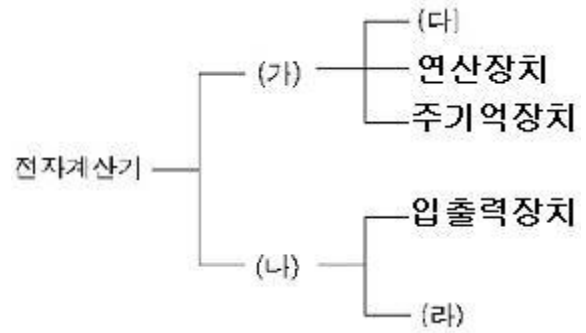 (다)
(가)
연산장치
주기억장치
전자계산기
입출력장치
(나)
(라)